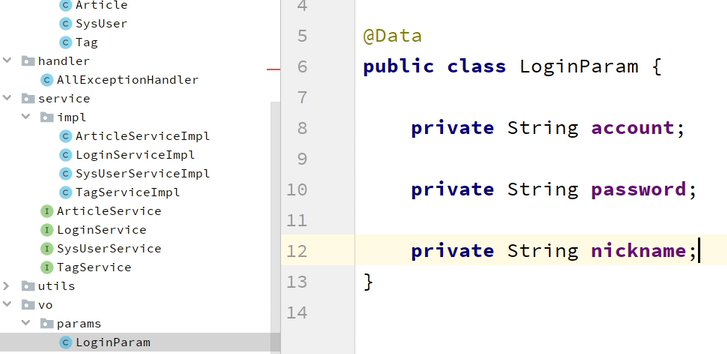 Article
SysUser
Tag
handler
C AllExceptionHandler
service
impl
C ArticleServiceImpl
C LoginServiceImpl
C SysUserServiceImpl
C TagServiceImpl
I ArticleService
I LoginService
I SysUserService
I TagService
utils
vo
params
C LoginParam
4
5 @Data
6 public class LoginParam {
7
8 private String account;
9
10 private String password;
11
12 private String nickname;
13 }
14